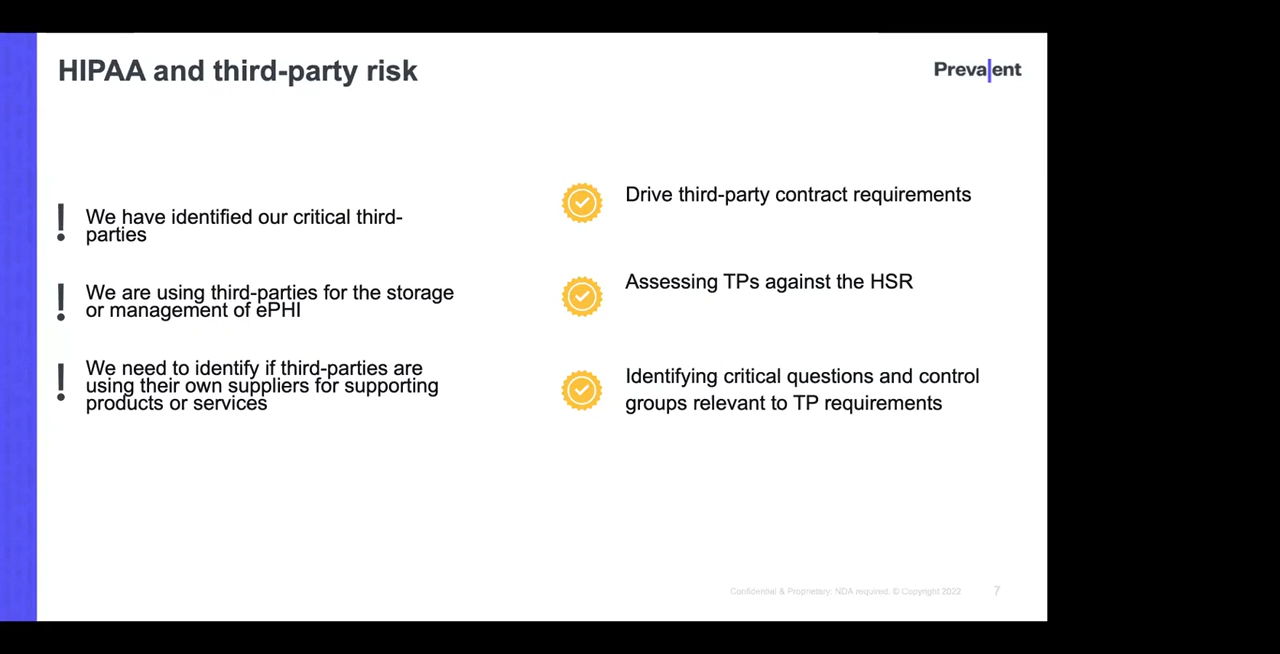 HIPAA and third-party risk
Prevalent
We have identified our critical third-
parties
We are using third-parties for the storage
or management of ePHI
We need to identify if third-parties are
using their own suppliers for supporting
products or services
Drive third-party contract requirements
Assessing TPs against the HSR
Identifying critical questions and control
groups relevant to TP requirements
Confidential & Proprietary: NDA required. © Copyright 2022
7